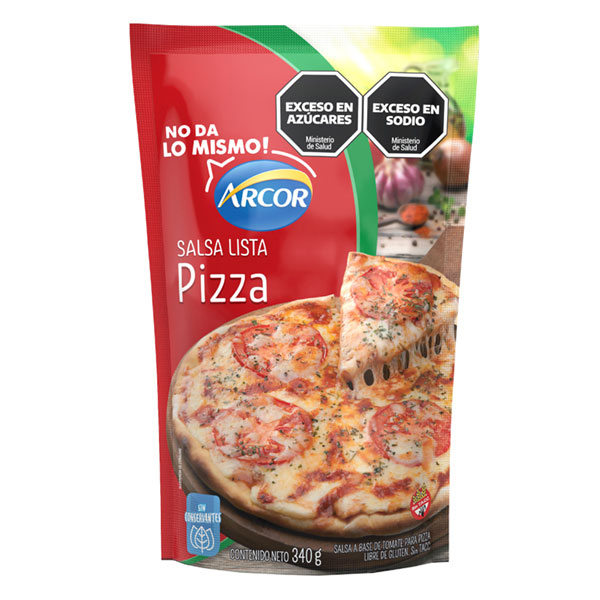 EXCESO EN
AZÚCARES
Ministerio
de Salud
EXCESO EN
SODIO
Ministerio
de Salud
NO DA
LO MISMO!
ARCOR
SALSA LISTA
Pizza
SIN
CONSERVANTES
CONTENIDO NETO 340g
SALSA A BASE DE TOMATE PARA PIZZA
LIBRE DE GLUTEN. Sin TACC